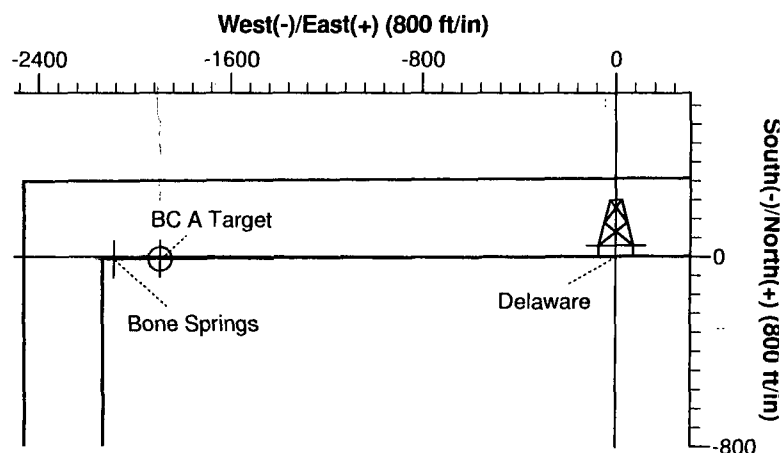 West(-)/East(+) (800 ft/in)
-2400 -1600 -800 0
South(-)/North(+) (800 ft/in)
BC A Target
0
Delaware
Bone Springs
-800